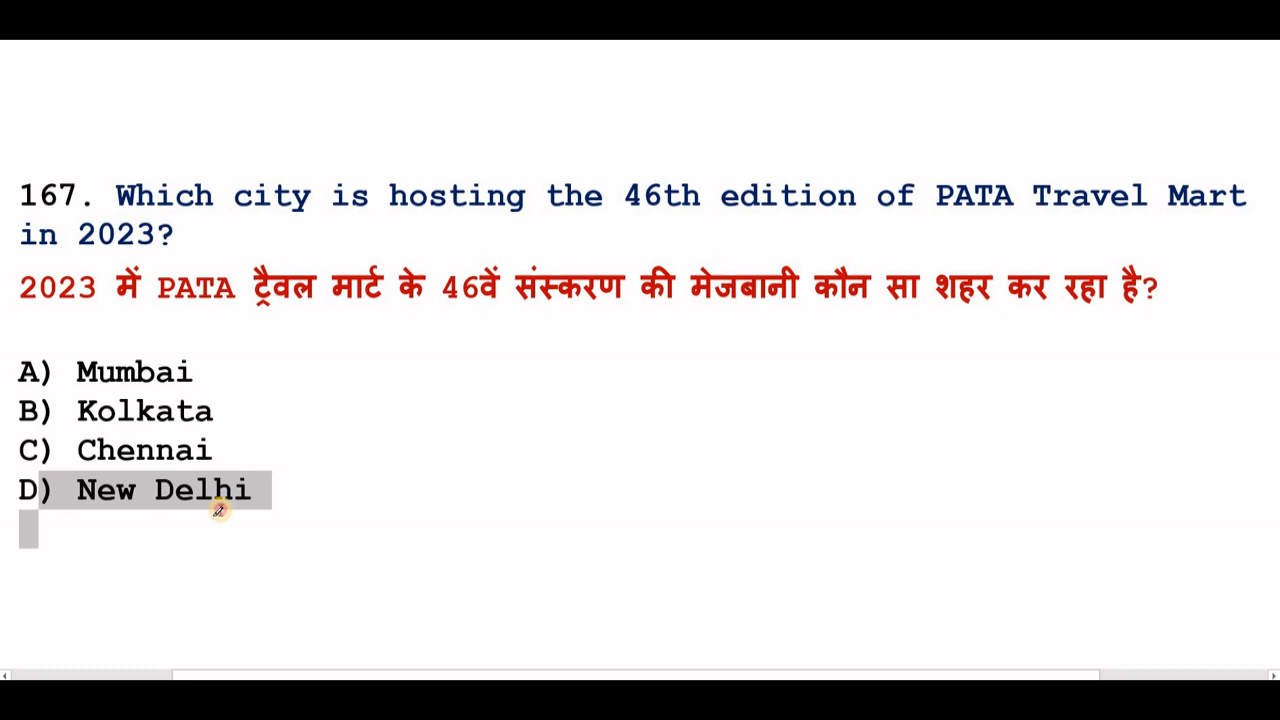 167. Which city is hosting the 46th edition of PATA Travel Mart
in 2023?
2023 में PATA ट्रैवल मार्ट के 46वें संस्करण की मेजबानी कौन सा शहर कर रहा है?
A) Mumbai
B) Kolkata
C) Chennai
D) New Delhi